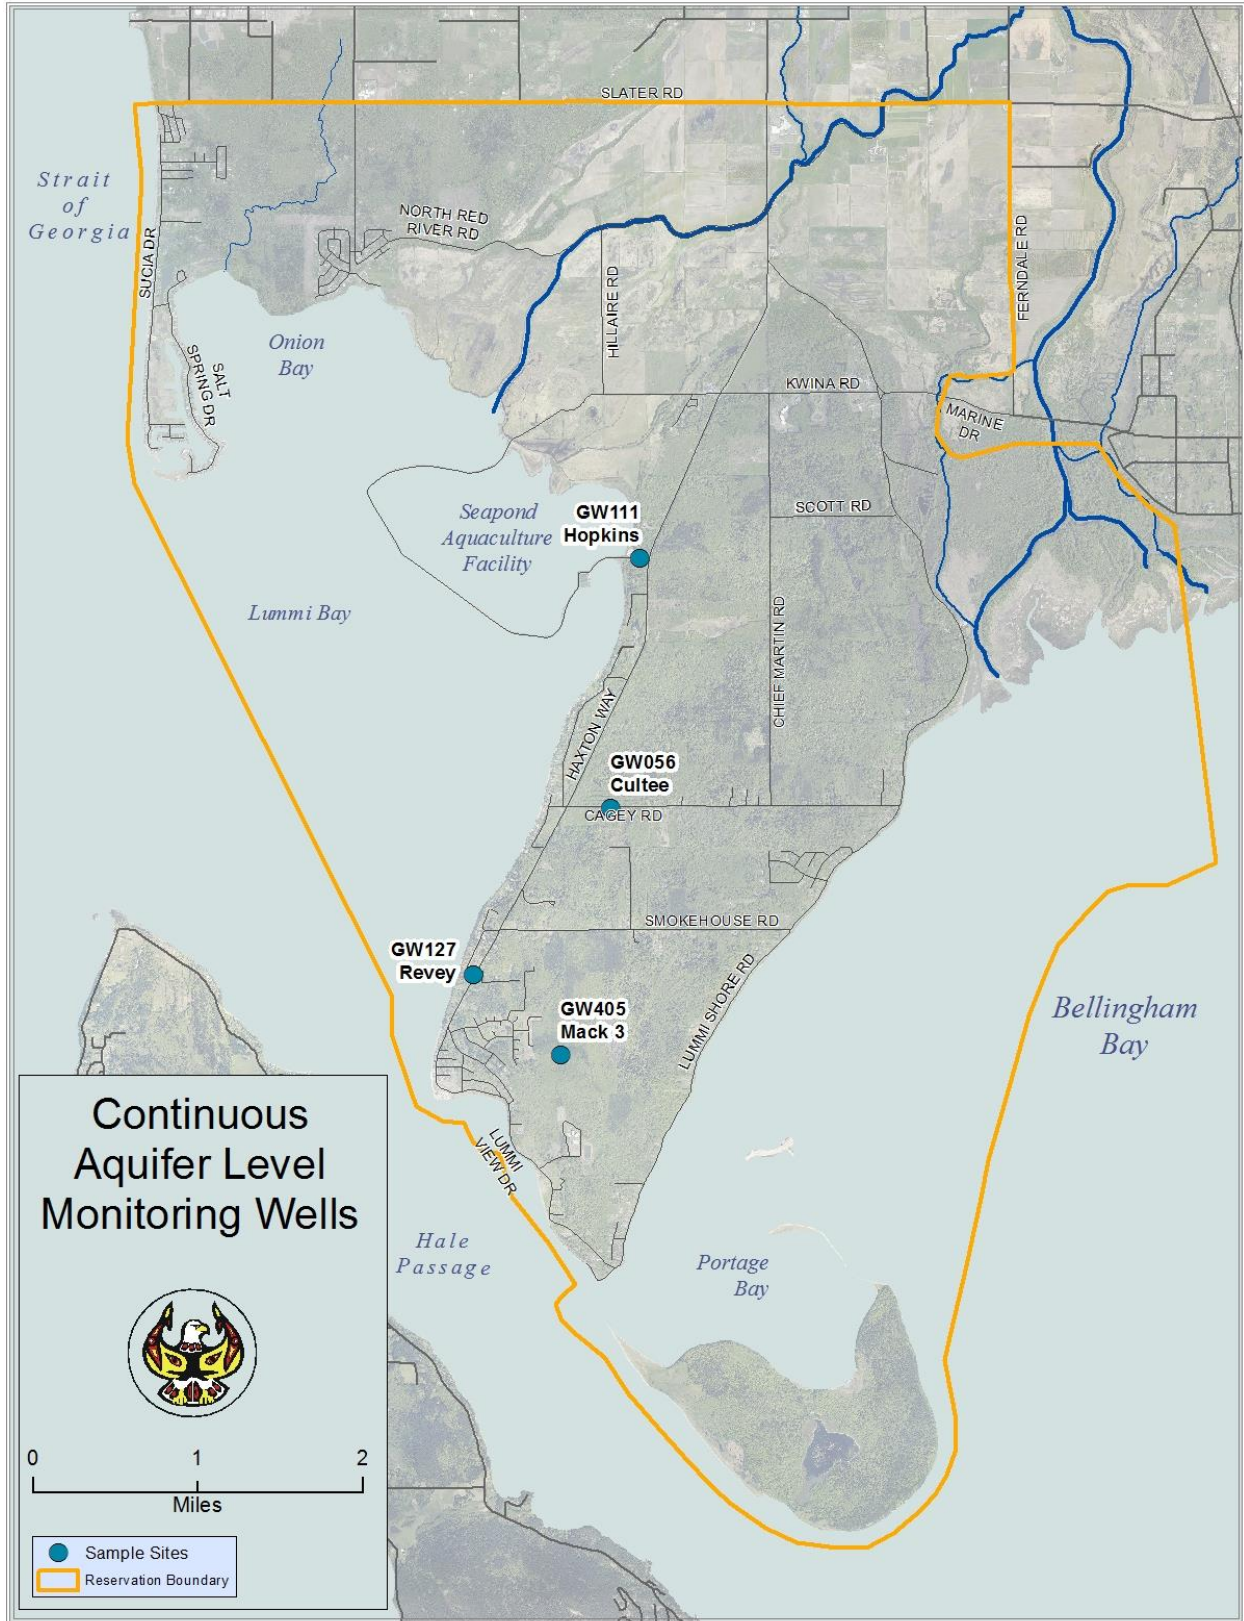 SLATER RD
Strait
of
Georgia
NORTH RED
RIVER RD
SUCIA DR
HILLAIRE RD
FERNDALE RD
Onion
Bay
SALT
SPRING DR
KWINA RD
MARINE
DR
Seapond
Aquaculture
Facility
GW111
Hopkins
SCOTT RD
Lummi Bay
CHIEF MARTIN RD
HAXTON WAY
GW056
Cultee
CAGEY RD
SMOKEHOUSE RD
GW127
Revey
GW405
Mack 3
LUMMI SHORE RD
Bellingham
Bay
LUMMI
VIEW DR
Hale
Passage
Portage
Bay
Continuous
Aquifer Level
Monitoring Wells
0 1 2
Miles
Sample Sites
Reservation Boundary